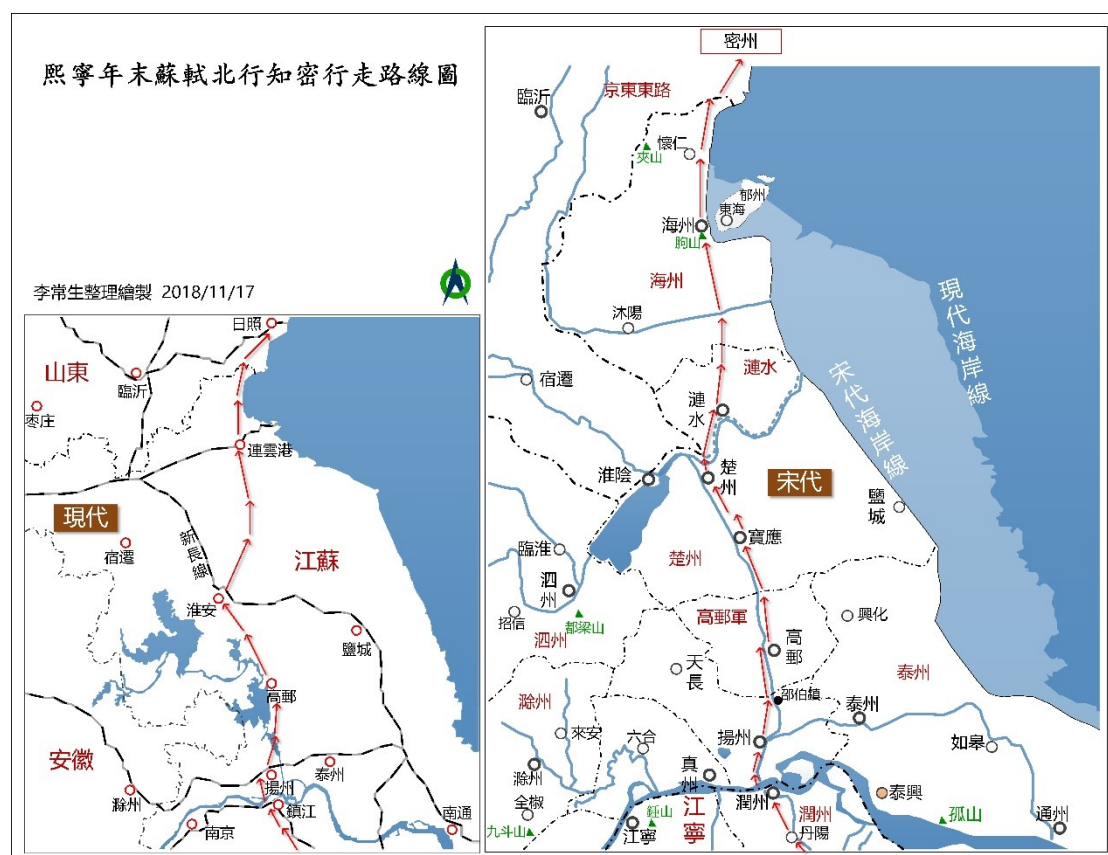 熙寧年末蘇軾北行知密行走路線圖
李常生整理繪製 2018/11/17
日照
山東
臨沂
枣庄
連雲港
現代
宿遷
新長線
江蘇
淮安
鹽城
高郵
安徽
揚州
泰州
滁州
鎮江
南京
南通
密州
京東東路
臨沂
夾山
懷仁
郁州
東海
海州
朐山
海州
沭陽
現代海岸線
宋代海岸線
宿遷
漣水
漣水
淮陰
楚州
宋代
鹽城
寶應
臨淮
楚州
泗州
招信
都梁山
高郵軍
興化
泗州
高郵
天長
泰州
滁州
邵伯鎮
泰州
來安
六合
揚州
如皋
滁州
真州
全椒
潤州
泰興
江寧
潤州
九斗山
鉦山
江寧
孤山
通州
丹陽